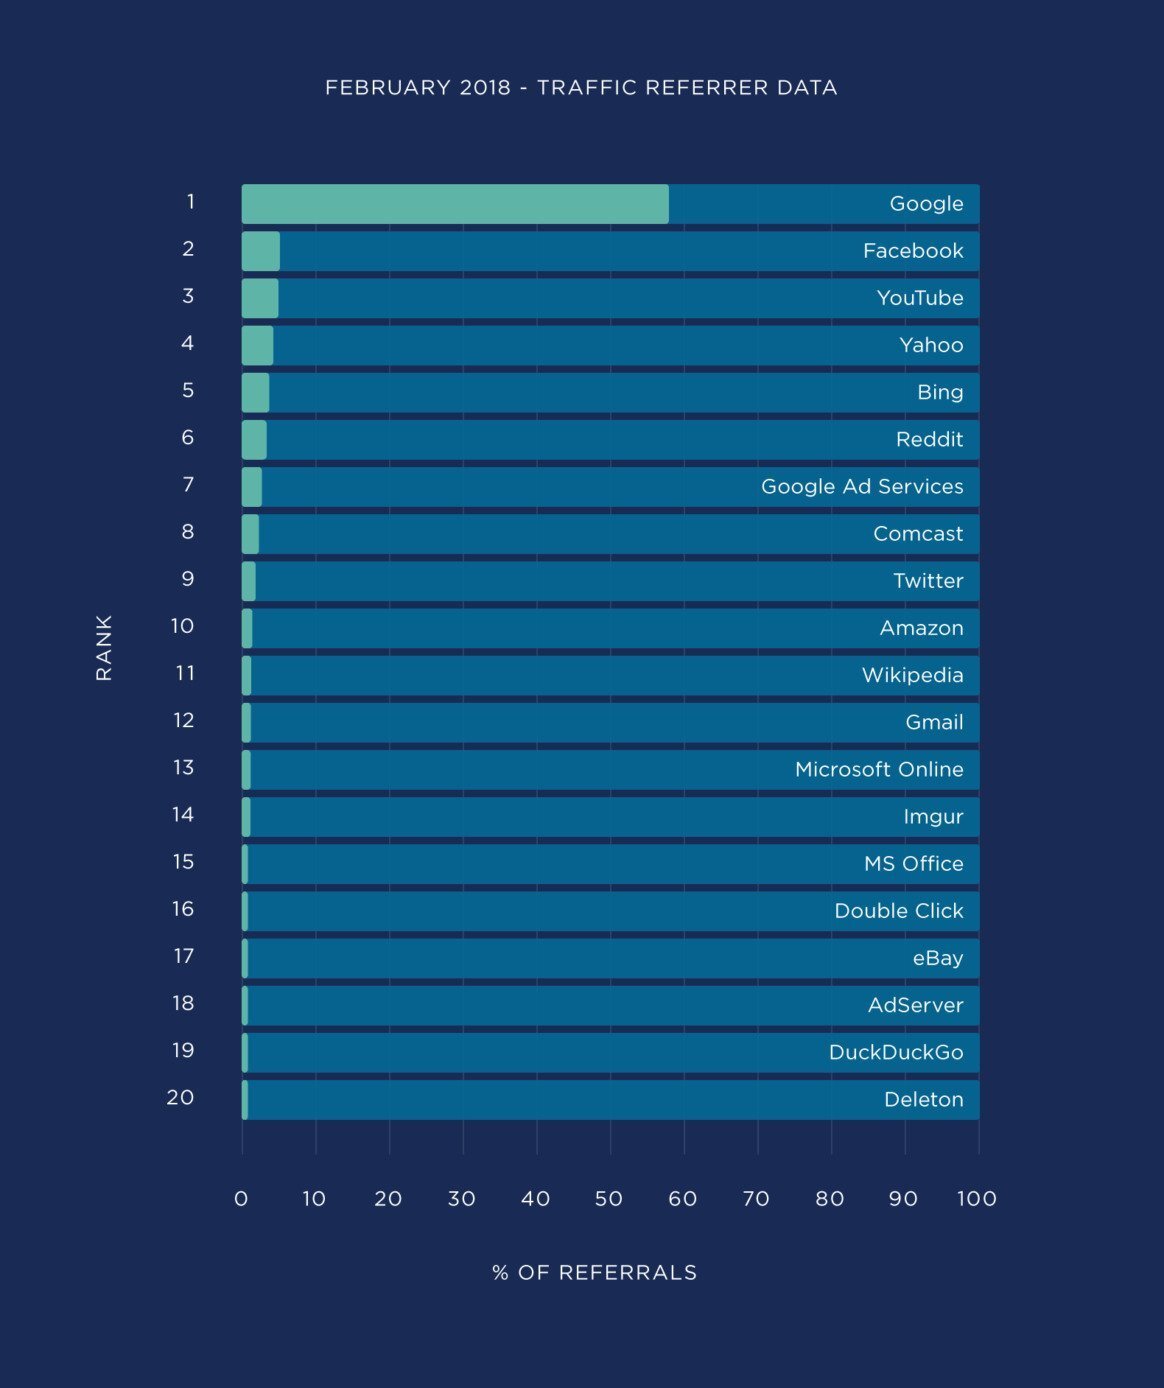 FEBRUARY 2018 - TRAFFIC REFERRER DATA
1 Google
2 Facebook
3 YouTube
4 Yahoo
5 Bing
6 Reddit
7 Google Ad Services
8 Comcast
9 Twitter
10 Amazon
RANK
11 Wikipedia
12 Gmail
13 Microsoft Online
14 Imgur
15 MS Office
16 Double Click
17 eBay
18 AdServer
19 DuckDuckGo
20 Deleton
0 10 20 30 40 50 60 70 80 90 100
% OF REFERRALS